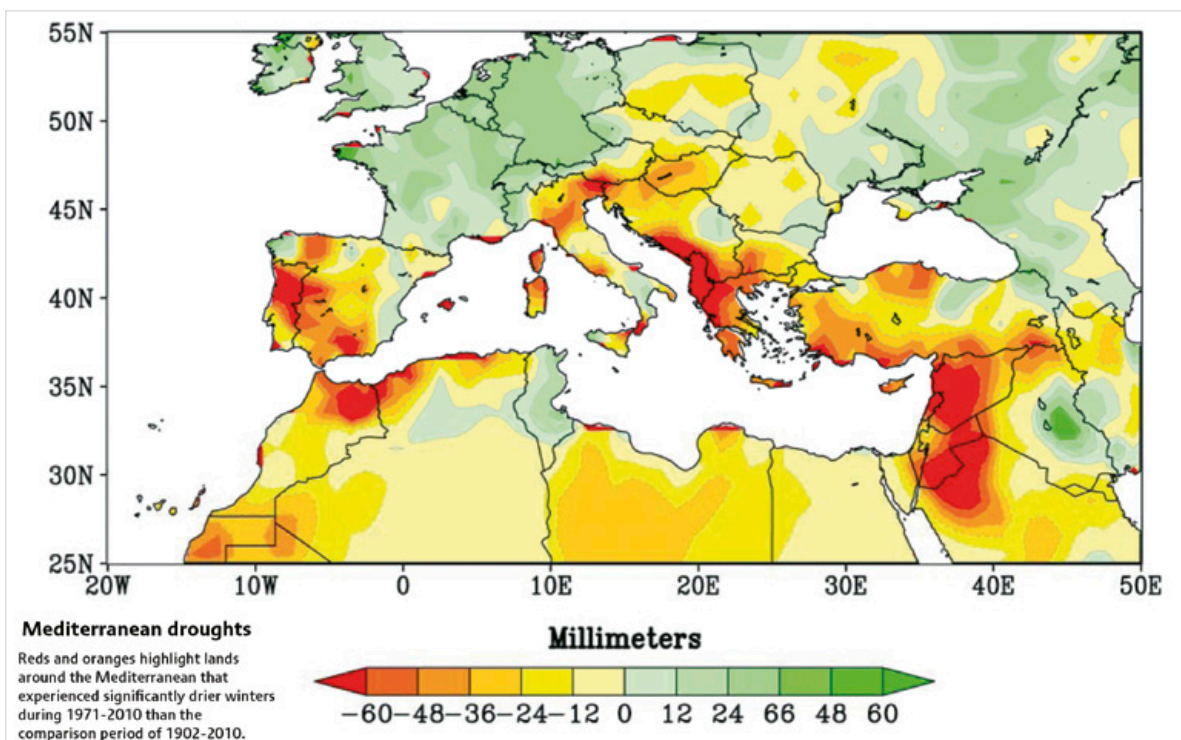 55N
50N
45N
40N
35N
30N
25N
20W 10W 0 10E 20E 30E 40E 50E
Mediterranean droughts
Reds and oranges highlight lands
around the Mediterranean that
experienced significantly drier winters
during 1971-2010 than the
comparison period of 1902-2010.
Millimeters
−60−48−36−24−12 0 12 24 66 48 60